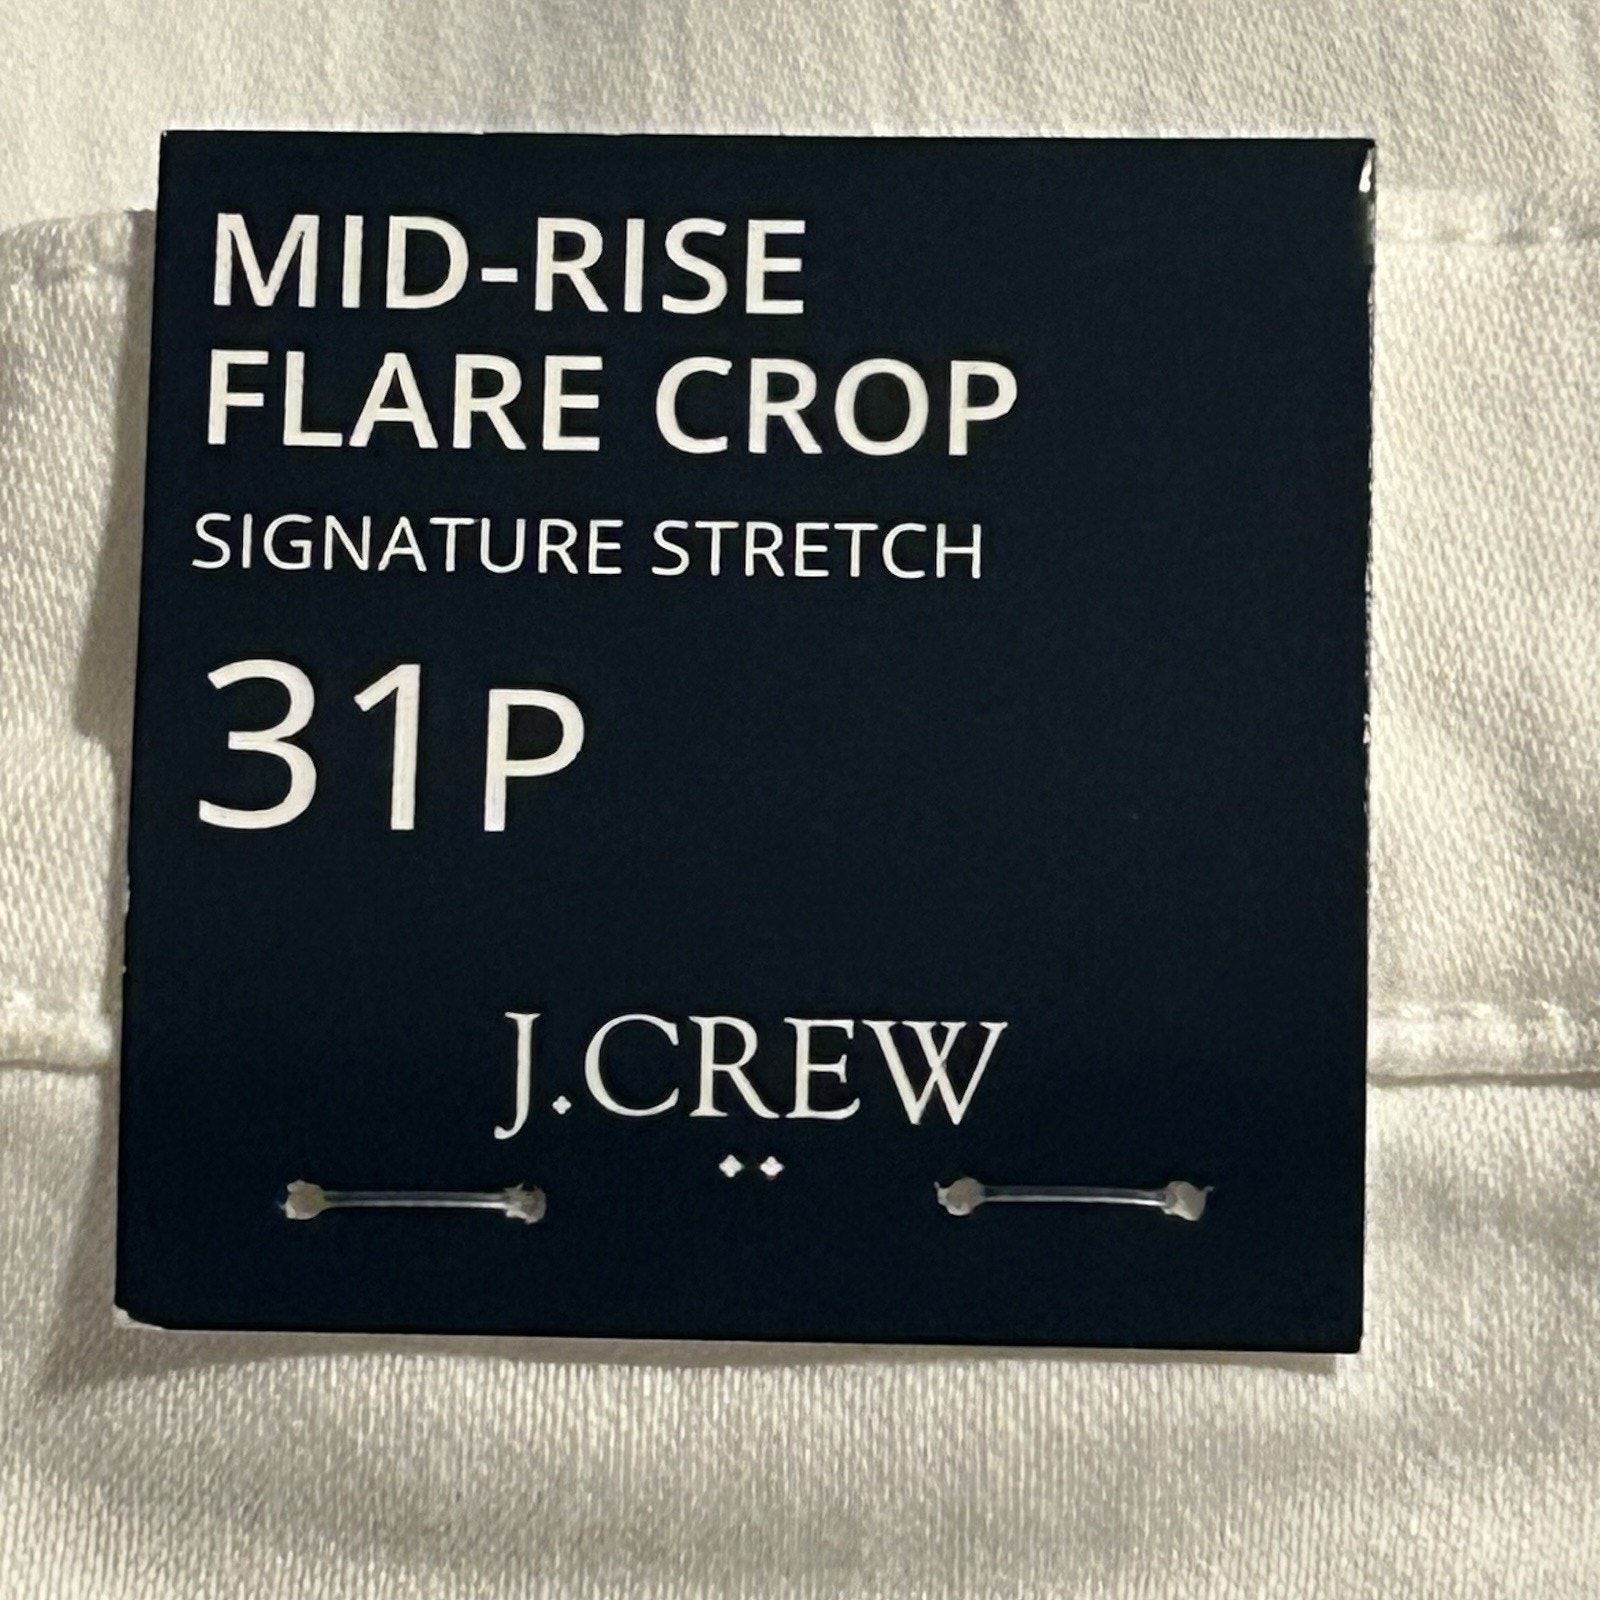 MID-RISE
FLARE CROP
SIGNATURE STRETCH
31P
J.CREW